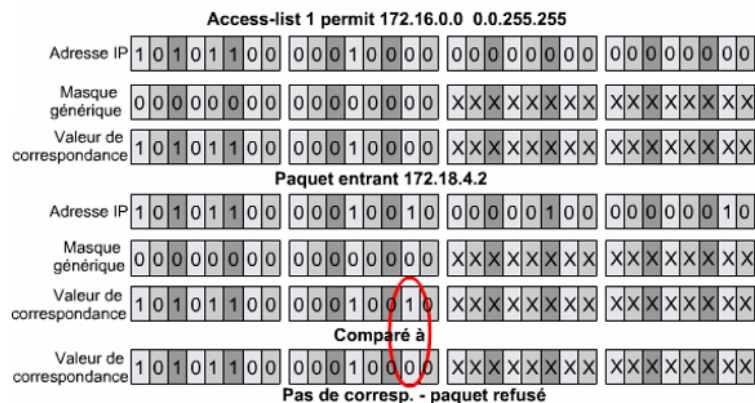 Access-list 1 permit 172.16.0.0 0.0.255.255
Adresse IP 1 0 1 0 1 1 0 0 0 0 0 1 0 0 0 0 0 0 0 0 0 0 0 0 0 0 0 0 0 0 0 0
Masque générique 0 0 0 0 0 0 0 0 0 0 0 0 0 0 0 0 X X X X X X X X X X X X X X X X
Valeur de correspondance 1 0 1 0 1 1 0 0 0 0 0 1 0 0 0 0 X X X X X X X X X X X X X X X X
Paquet entrant 172.18.4.2
Adresse IP 1 0 1 0 1 1 0 0 0 0 0 1 0 0 1 0 0 0 0 0 0 1 0 0 0 0 0 0 0 0 1 0
Masque générique 0 0 0 0 0 0 0 0 0 0 0 0 0 0 0 0 X X X X X X X X X X X X X X X X
Valeur de correspondance 1 0 1 0 1 1 0 0 0 0 0 1 0 0 1 0 X X X X X X X X X X X X X X X X
Comparé à
Valeur de correspondance 1 0 1 0 1 1 0 0 0 0 0 1 0 0 0 0 X X X X X X X X X X X X X X X X
Pas de corresp. - paquet refusé